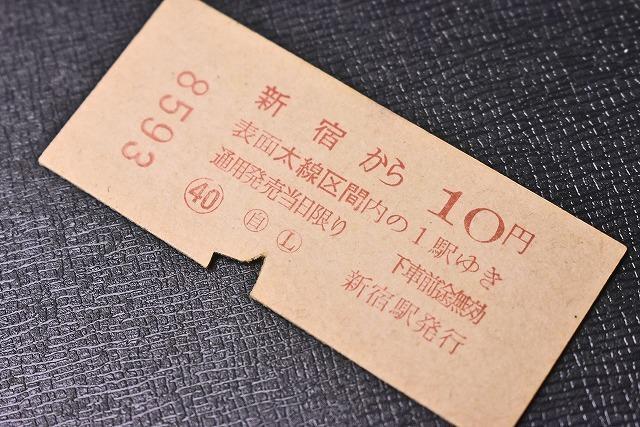 8593
新宿から 10円
表面太線区間内の1駅ゆき
通用発売当日限り 下車前途無効
㊵ 自 L 新宿駅発行